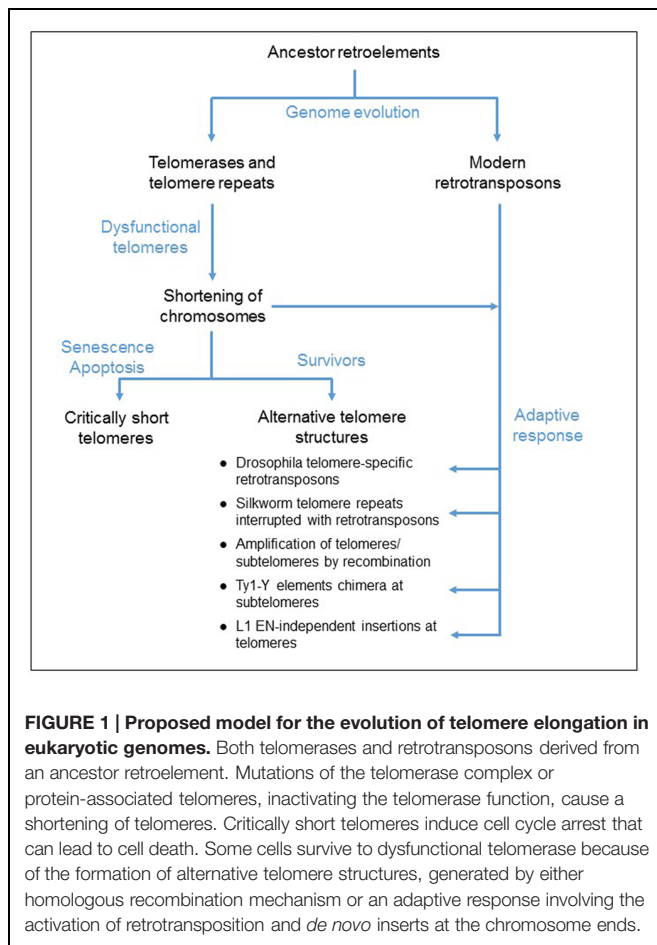 Ancestor retroelements
Genome evolution
Telomerases and
telomere repeats
Modern
retrotransposons
Dysfunctional
telomeres
Shortening of
chromosomes
Senescence
Apoptosis
Survivors
Critically short
telomeres
Alternative telomere
structures
Adaptive
response
● Drosophila telomere-specific
retrotransposons
● Silkworm telomere repeats
interrupted with retrotransposons
● Amplification of telomeres/
subtelomeres by recombination
● Ty1-Y elements chimera at
subtelomeres
● L1 EN-independent insertions at
telomeres
FIGURE 1 | Proposed model for the evolution of telomere elongation in
eukaryotic genomes. Both telomerases and retrotransposons derived from
an ancestor retroelement. Mutations of the telomerase complex or
protein-associated telomeres, inactivating the telomerase function, cause a
shortening of telomeres. Critically short telomeres induce cell cycle arrest that
can lead to cell death. Some cells survive to dysfunctional telomerase because
of the formation of alternative telomere structures, generated by either
homologous recombination mechanism or an adaptive response involving the
activation of retrotransposition and de novo inserts at the chromosome ends.